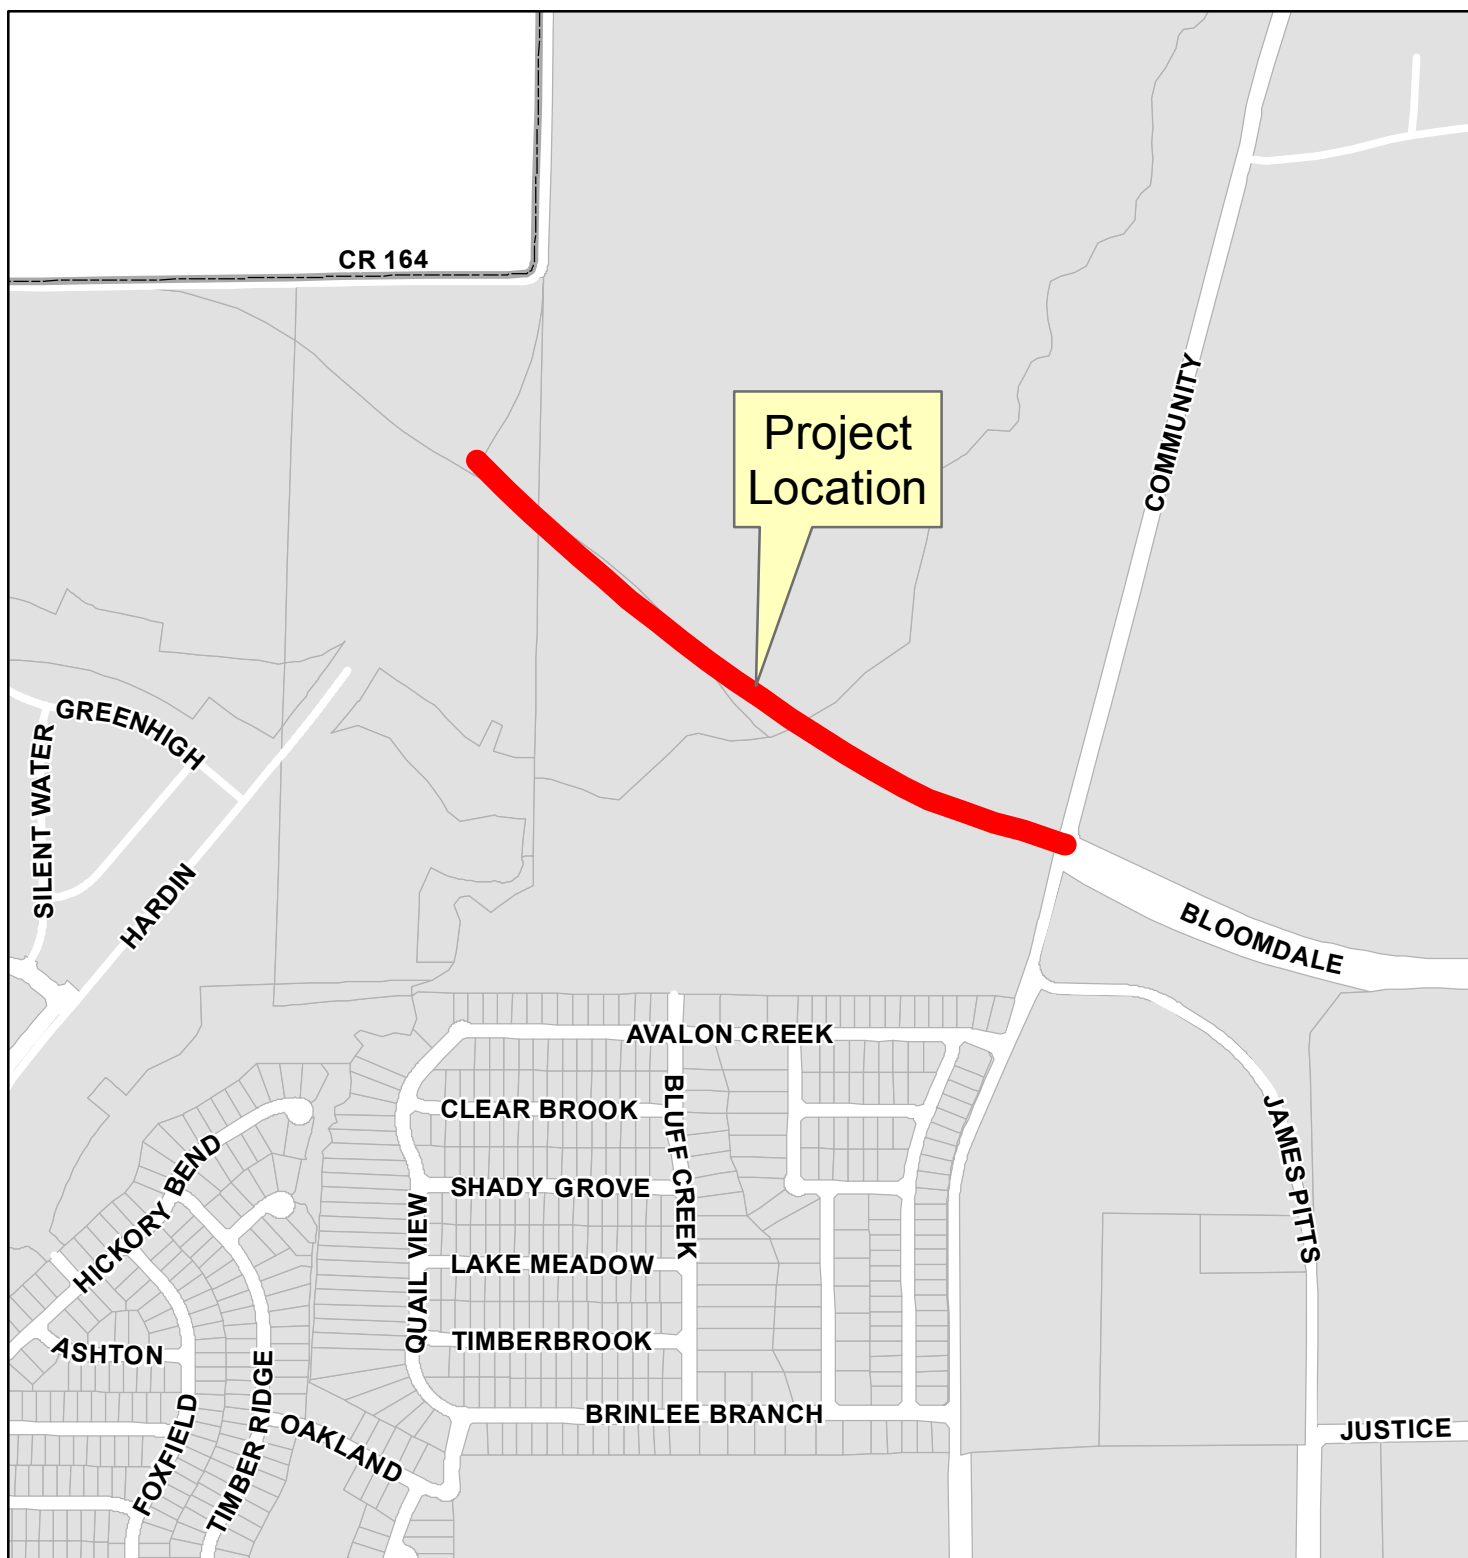 CR 164
Project
Location
COMMUNITY
GREENHIGH
SILENT WATER
HARDIN
BLOOMDALE
AVALON CREEK
BLUFF CREEK
CLEAR BROOK
JAMES PITTS
HICKORY BEND
SHADY GROVE
QUAIL VIEW
LAKE MEADOW
TIMBERBROOK
ASHTON
BRINLEE BRANCH
FOXFIELD
TIMBER RIDGE
OAKLAND
JUSTICE